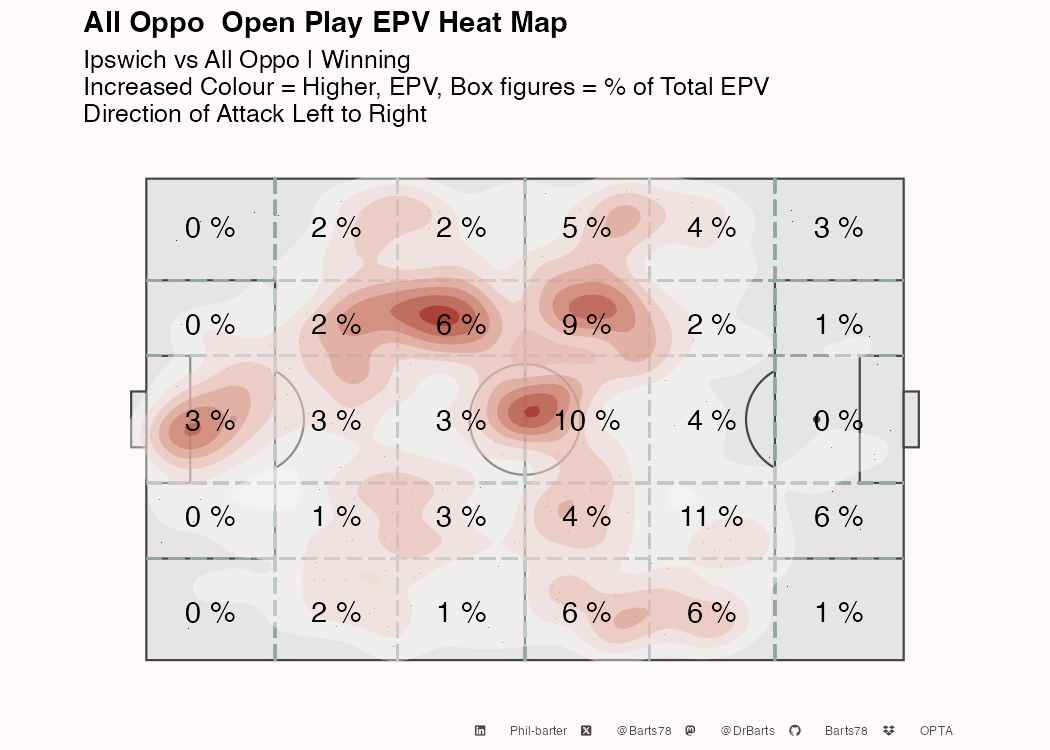 All Oppo  Open Play EPV Heat Map
Ipswich vs All Oppo | Winning
Increased Colour = Higher, EPV, Box figures = % of Total EPV
Direction of Attack Left to Right
0 % 2 % 2 % 5 % 4 % 3 %
0 % 2 % 6 % 9 % 2 % 1 %
3 % 3 % 3 % 10 % 4 % 0 %
0 % 1 % 3 % 4 % 11 % 6 %
0 % 2 % 1 % 6 % 6 % 1 %
Phil-barter @Barts78 @DrBarts Barts78 OPTA